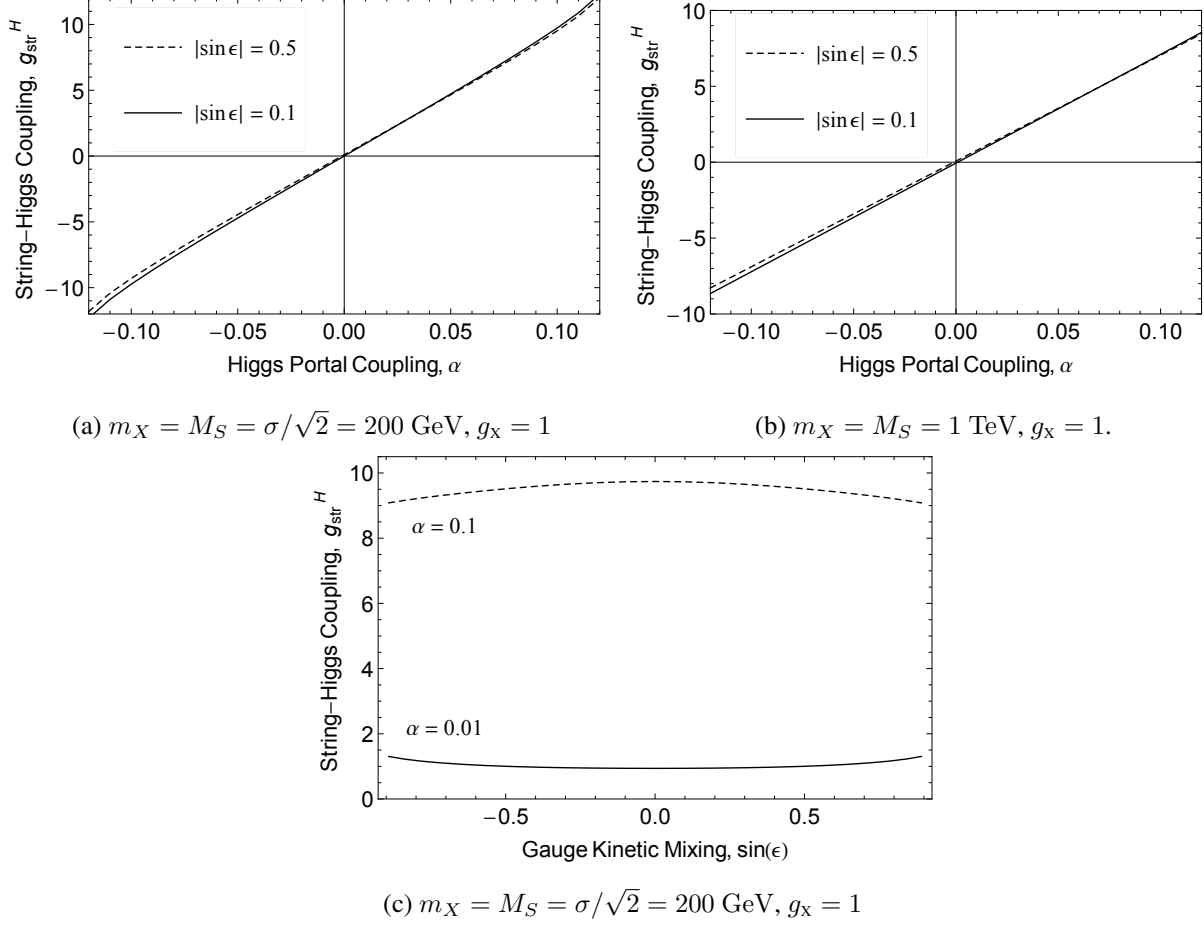 String−Higgs Coupling, g_str^H
10
5
0
−5
−10
|sin ϵ| = 0.5
|sin ϵ| = 0.1
−0.10 −0.05 0.00 0.05 0.10
Higgs Portal Coupling, α
(a) m_X = M_S = σ/√2 = 200 GeV, g_X = 1
String−Higgs Coupling, g_str^H
10
5
0
−5
−10
|sin ϵ| = 0.5
|sin ϵ| = 0.1
−0.10 −0.05 0.00 0.05 0.10
Higgs Portal Coupling, α
(b) m_X = M_S = 1 TeV, g_X = 1.
String−Higgs Coupling, g_str^H
10
8
6
4
2
0
α = 0.1
α = 0.01
−0.5 0.0 0.5
Gauge Kinetic Mixing, sin(ϵ)
(c) m_X = M_S = σ/√2 = 200 GeV, g_X = 1